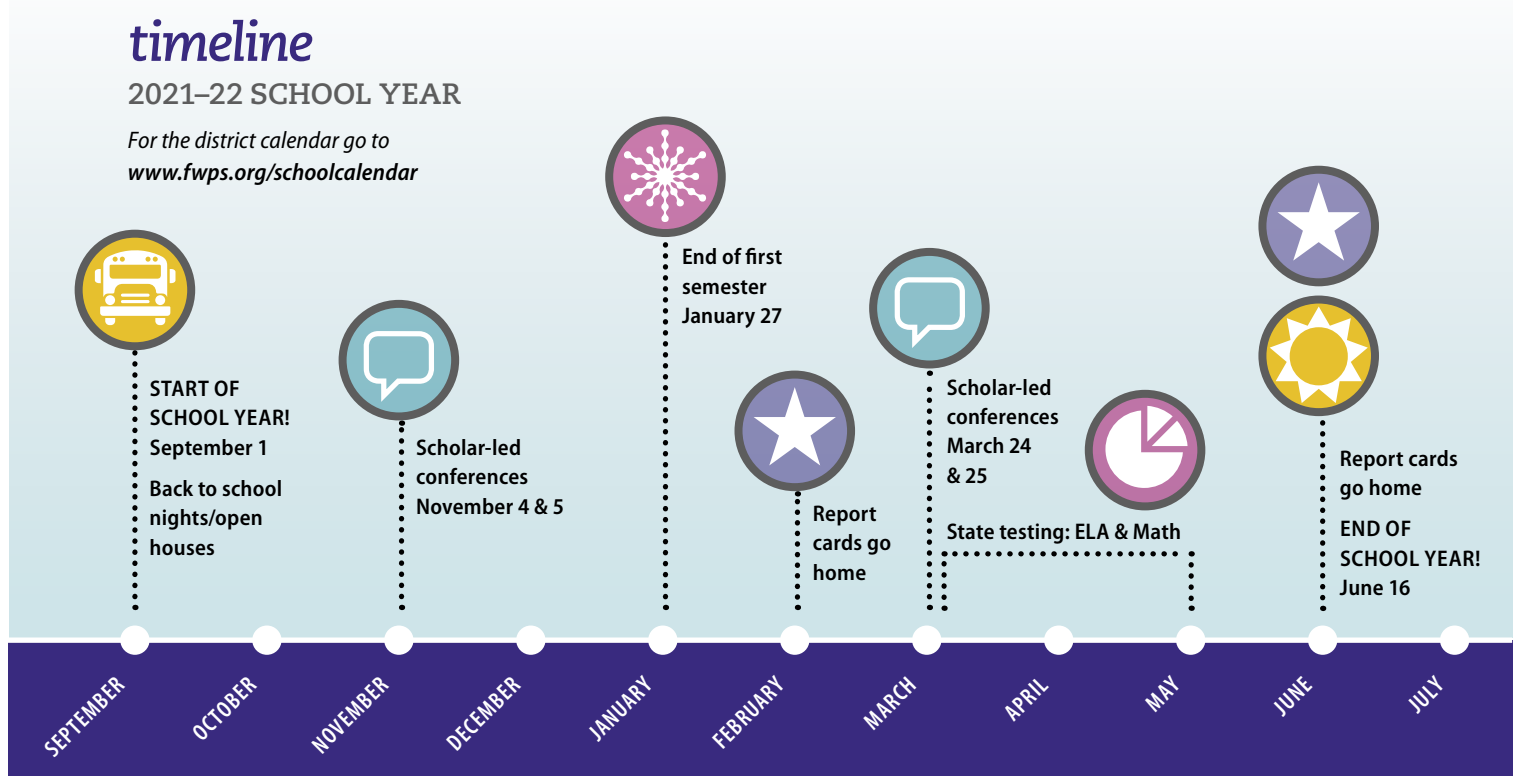 timeline
2021–22 SCHOOL YEAR
For the district calendar go to
www.fwps.org/schoolcalendar
START OF
SCHOOL YEAR!
September 1
Back to school
nights/open
houses
Scholar-led
conferences
November 4 & 5
End of first
semester
January 27
Report
cards go
home
Scholar-led
conferences
March 24
& 25
State testing: ELA & Math
Report cards
go home
END OF
SCHOOL YEAR!
June 16
SEPTEMBER
OCTOBER
NOVEMBER
DECEMBER
JANUARY
FEBRUARY
MARCH
APRIL
MAY
JUNE
JULY